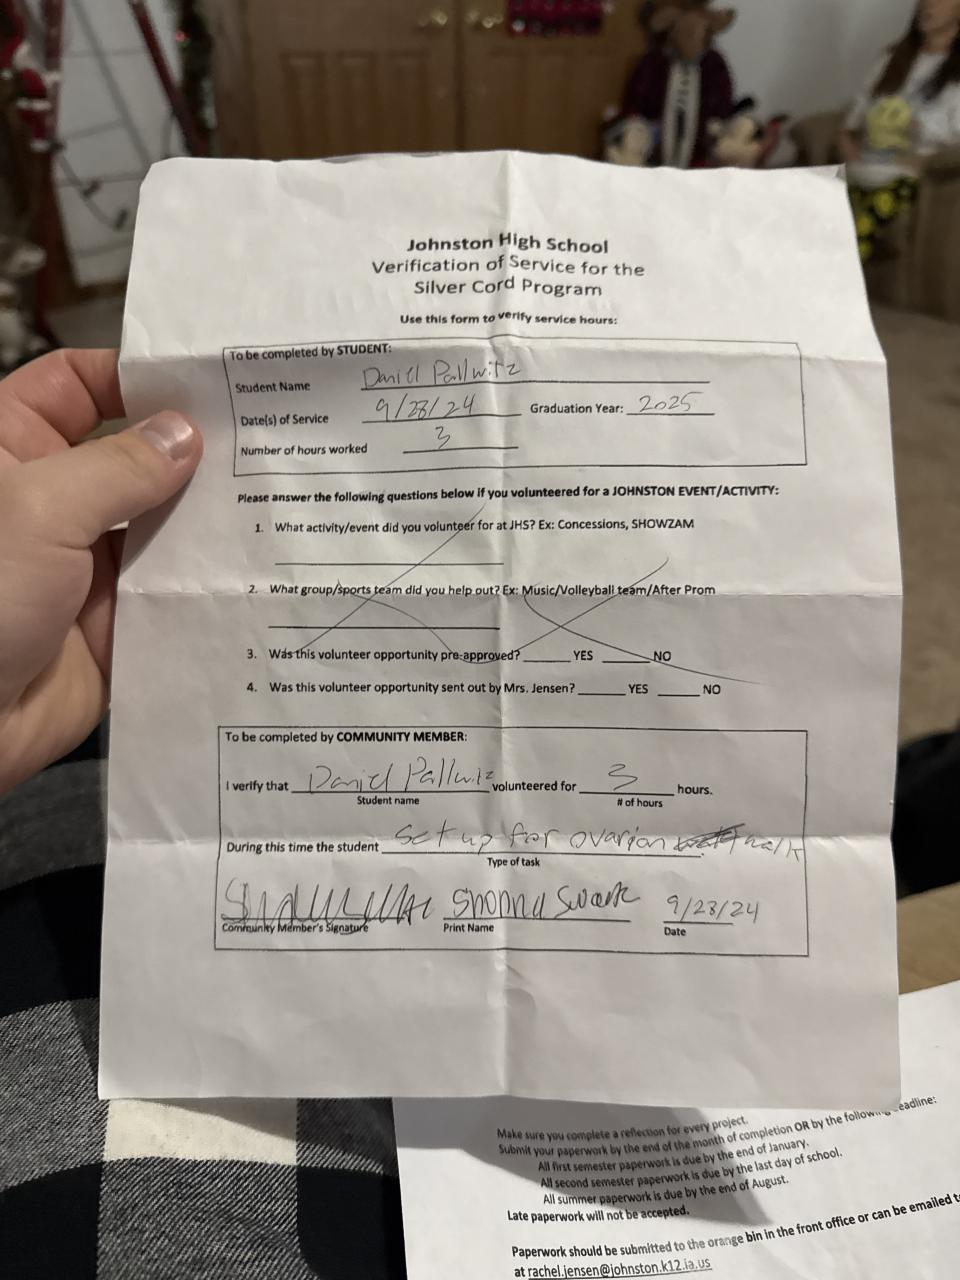 Johnston High School
Verification of Service for the
Silver Cord Program
Use this form to verify service hours:
To be completed by STUDENT:
Student Name Daniel Pallwitz
Date(s) of Service 9/28/24 Graduation Year: 2025
Number of hours worked 3
Please answer the following questions below if you volunteered for a JOHNSTON EVENT/ACTIVITY:
1. What activity/event did you volunteer for at JHS? Ex: Concessions, SHOWZAM
2. What group/sports team did you help out? Ex: Music/Volleyball team/After Prom
3. Was this volunteer opportunity pre-approved? ______ YES ______ NO
4. Was this volunteer opportunity sent out by Mrs. Jensen? ______ YES ______ NO
To be completed by COMMUNITY MEMBER:
I verify that Daniel Pallwitz volunteered for 3 hours.
Student name # of hours
During this time the student set up for ovarian walk
Type of task
Shonna 9/28/24
Community Member's Signature Print Name Date
Make sure you complete a reflection for every project.
Submit your paperwork by the end of the month of completion OR by the following deadline:
All first semester paperwork is due by the end of January.
All second semester paperwork is due by the last day of school.
All summer paperwork is due by the end of August.
Late paperwork will not be accepted.
Paperwork should be submitted to the orange bin in the front office or can be emailed to
at rachel.jensen@johnston.k12.ia.us